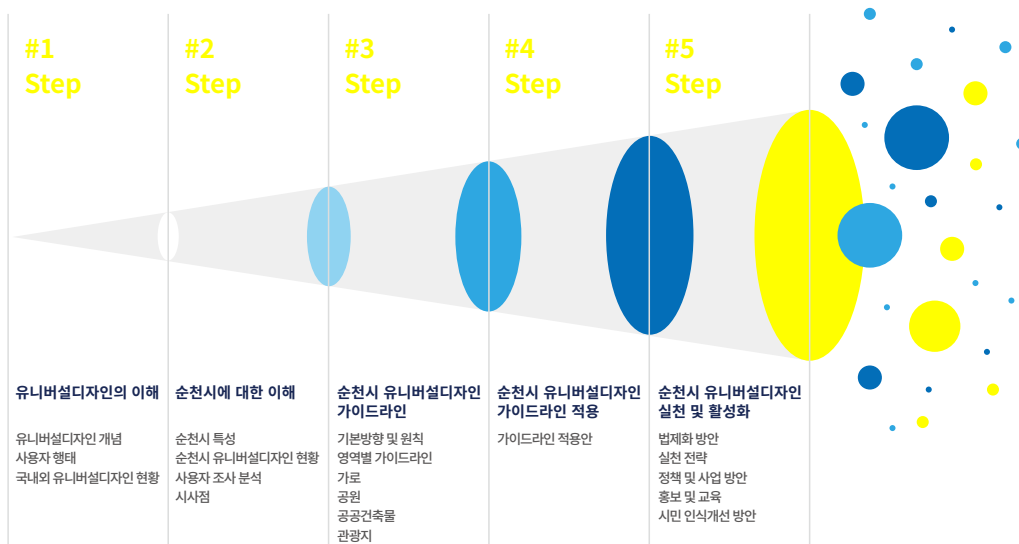 #1
Step
#2
Step
#3
Step
#4
Step
#5
Step
유니버설디자인의 이해
유니버설디자인 개념
사용자 행태
국내외 유니버설디자인 현황
순천시에 대한 이해
순천시 특성
순천시 유니버설디자인 현황
사용자 조사 분석
시사점
순천시 유니버설디자인
가이드라인
기본방향 및 원칙
영역별 가이드라인
가로
공원
공공건축물
관광지
순천시 유니버설디자인
가이드라인 적용
가이드라인 적용안
순천시 유니버설디자인
실천 및 활성화
법제화 방안
실천 전략
정책 및 사업 방안
홍보 및 교육
시민 인식개선 방안